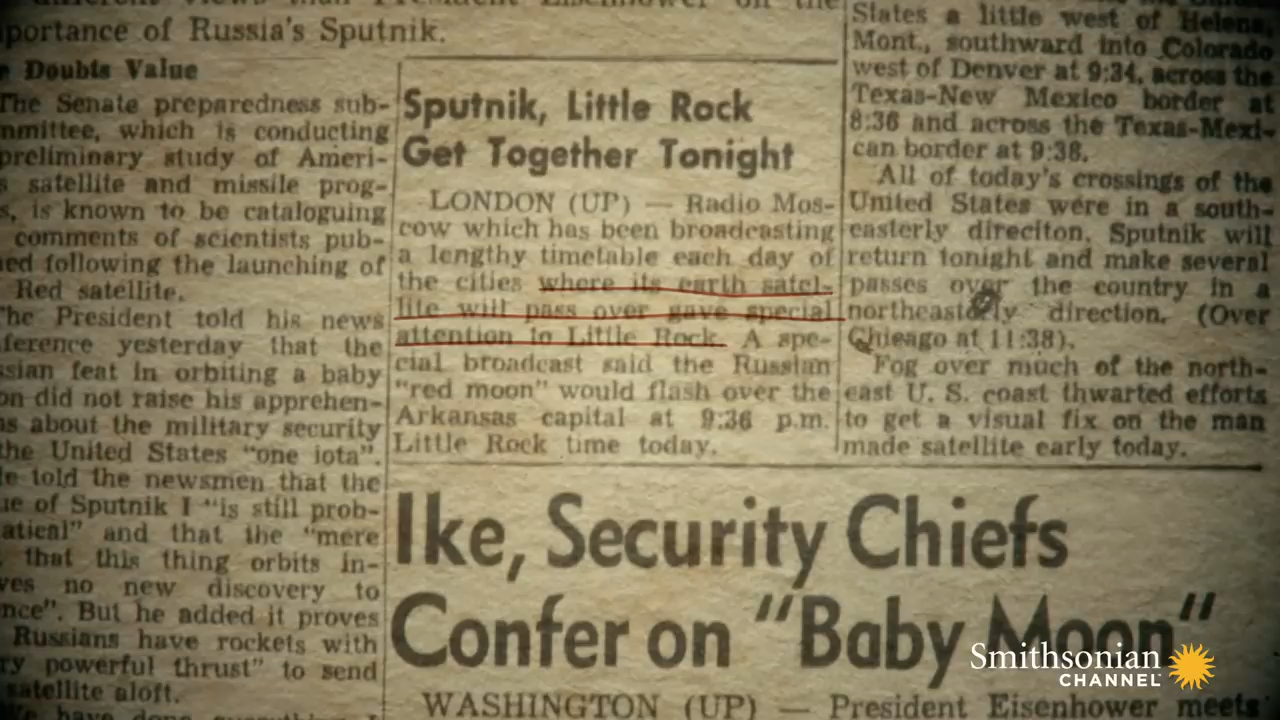 portance of Russia's Sputnik.
Doubts Value
The Senate preparedness sub-
mmittee, which is conducting
preliminary study of Ameri-
s satellite and missile prog-
s, is known to be cataloguing
comments of scientists pub-
ed following the launching of
Red satellite.
The President told his news
ference yesterday that the
ssian feat in orbiting a baby
on did not raise his apprehen-
s about the military security
the United States "one iota".
e told the newsmen that the
ue of Sputnik I "is still prob-
atical" and that the "mere
that this thing orbits in-
ves no new discovery to
nce". But he added it proves
Russians have rockets with
ry powerful thrust" to send
satellite aloft.
Sputnik, Little Rock
Get Together Tonight
LONDON (UP) — Radio Mos-
cow which has been broadcasting
a lengthy timetable each day of
the cities where its earth satel-
lite will pass over gave special
attention to Little Rock. A spe-
cial broadcast said the Russian
"red moon" would flash over the
Arkansas capital at 9:36 p.m.
Little Rock time today.
States a little west of Helena,
Mont., southward into Colorado
west of Denver at 9:34, across the
Texas-New Mexico border at
8:36 and across the Texas-Mexi-
can border at 9:38.
All of today's crossings of the
United States were in a south-
easterly direciton. Sputnik will
return tonight and make several
passes over the country in a
northeasterly direction. (Over
Chicago at 11:38).
Fog over much of the north-
east U. S. coast thwarted efforts
to get a visual fix on the man
made satellite early today.
Ike, Security Chiefs
Confer on "Baby Moon"
WASHINGTON (UP) — President Eisenhower meets
Smithsonian
CHANNEL